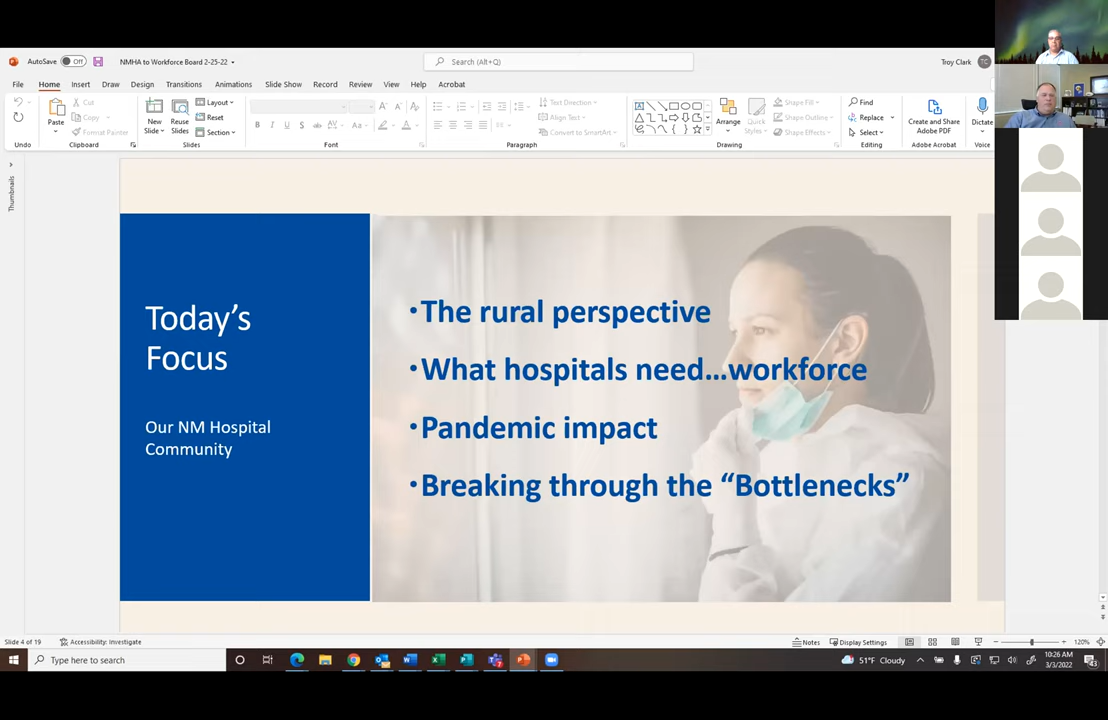 AutoSave Off NMHA to Workforce Board 2-25-22 Search (Alt+Q) Troy Clark TC
File Home Insert Draw Design Transitions Animations Slide Show Record Review View Help Acrobat
Paste
Cut
Copy
Format Painter
New Slide
Reuse Slides
Layout
Reset
Section
B I U S ab AV Aa A A A
Text Direction
Align Text
Convert to SmartArt
Arrange
Quick Styles
Shape Fill
Shape Outline
Shape Effects
Find
Replace
Select
Create and Share Adobe PDF
Dictate
Undo Clipboard Slides Font Paragraph Drawing Editing Adobe Acrobat Voice
Thumbnails
Today's
Focus
Our NM Hospital
Community
•The rural perspective
•What hospitals need...workforce
•Pandemic impact
•Breaking through the “Bottlenecks”
Slide 4 of 19 Accessibility: Investigate Notes Display Settings 120%
Type here to search 51°F Cloudy 10:26 AM
3/3/2022